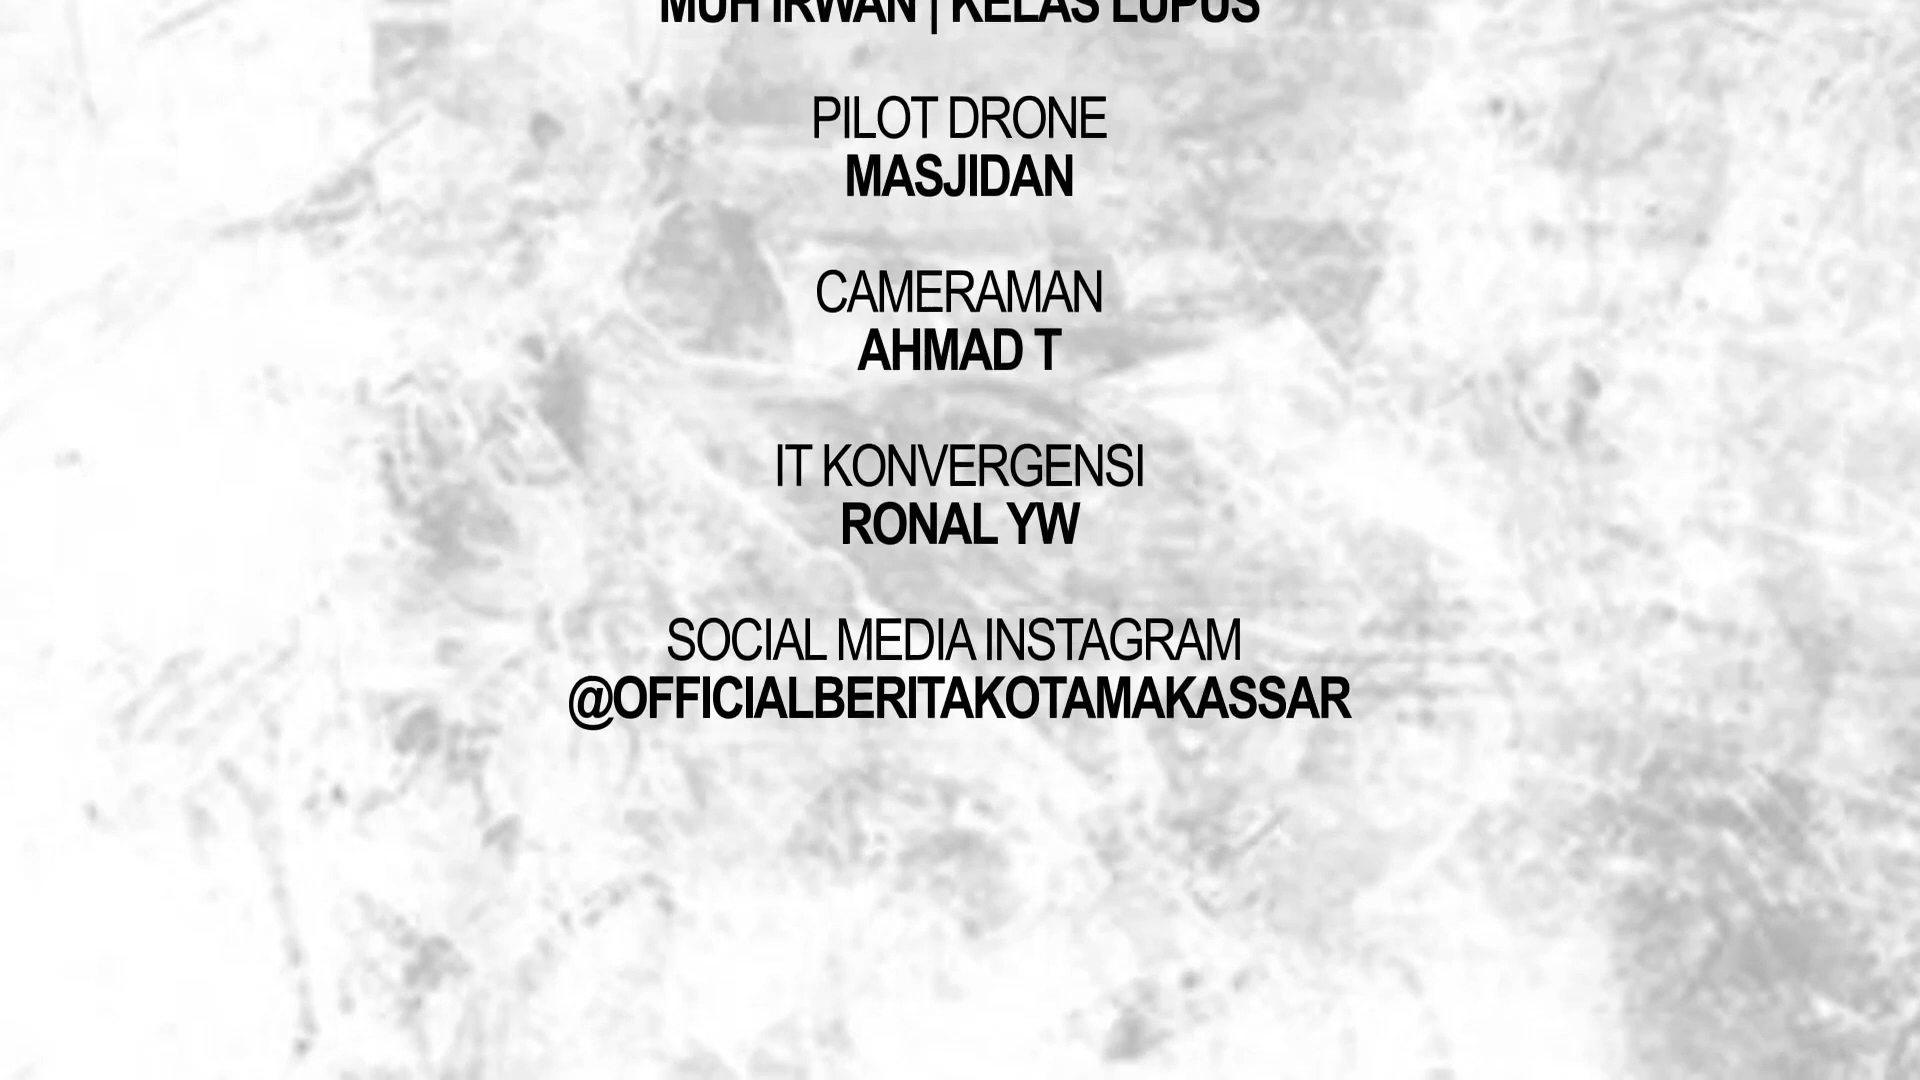 MUH IRWAN | KELAS LUPUS
PILOT DRONE
MASJIDAN
CAMERAMAN
AHMAD T
IT KONVERGENSI
RONAL YW
SOCIAL MEDIA INSTAGRAM
@OFFICIALBERITAKOTAMAKASSAR